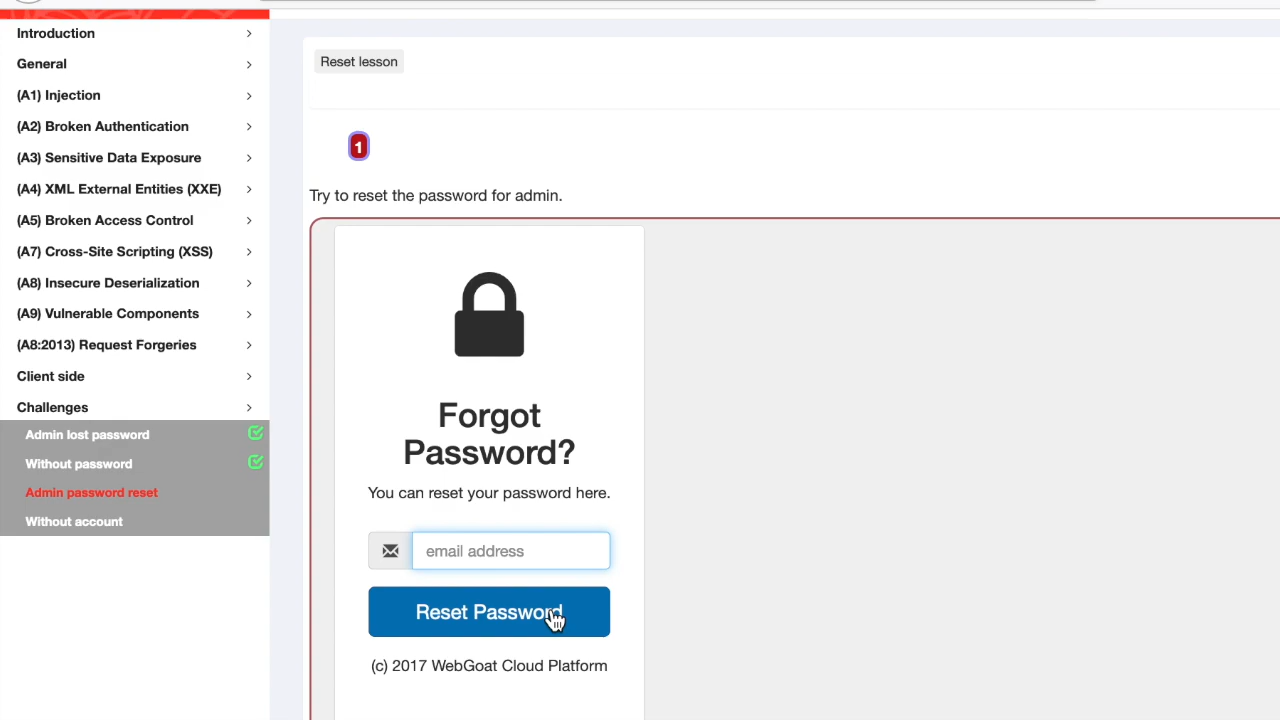 Introduction
General
(A1) Injection
(A2) Broken Authentication
(A3) Sensitive Data Exposure
(A4) XML External Entities (XXE)
(A5) Broken Access Control
(A7) Cross-Site Scripting (XSS)
(A8) Insecure Deserialization
(A9) Vulnerable Components
(A8:2013) Request Forgeries
Client side
Challenges
Admin lost password
Without password
Admin password reset
Without account
Reset lesson
1
Try to reset the password for admin.
Forgot
Password?
You can reset your password here.
email address
Reset Password
(c) 2017 WebGoat Cloud Platform